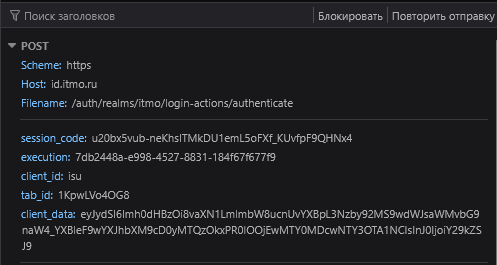 Поиск заголовков
Блокировать
Повторить отправку
POST
Scheme: https
Host: id.itmo.ru
Filename: /auth/realms/itmo/login-actions/authenticate
session_code: u20bx5vub-neKhsITMkDU1emL5oFXf_KUvfpF9QHNx4
execution: 7db2448a-e998-4527-8831-184f67f677f9
client_id: isu
tab_id: 1KpwLVo4OG8
client_data: eyJydSI6Imh0dHBzOi8vaXN1LmlmbW8ucnUvYXBpL3Nzby92MS9wdWJsaWMvbG9
naW4_YXBleF9wYXJhbXM9cD0yMTQzOkxPR0lOOjEwMTY0MDcwNTY3OTA1NCIsInJ0IjoiY29kZS
J9